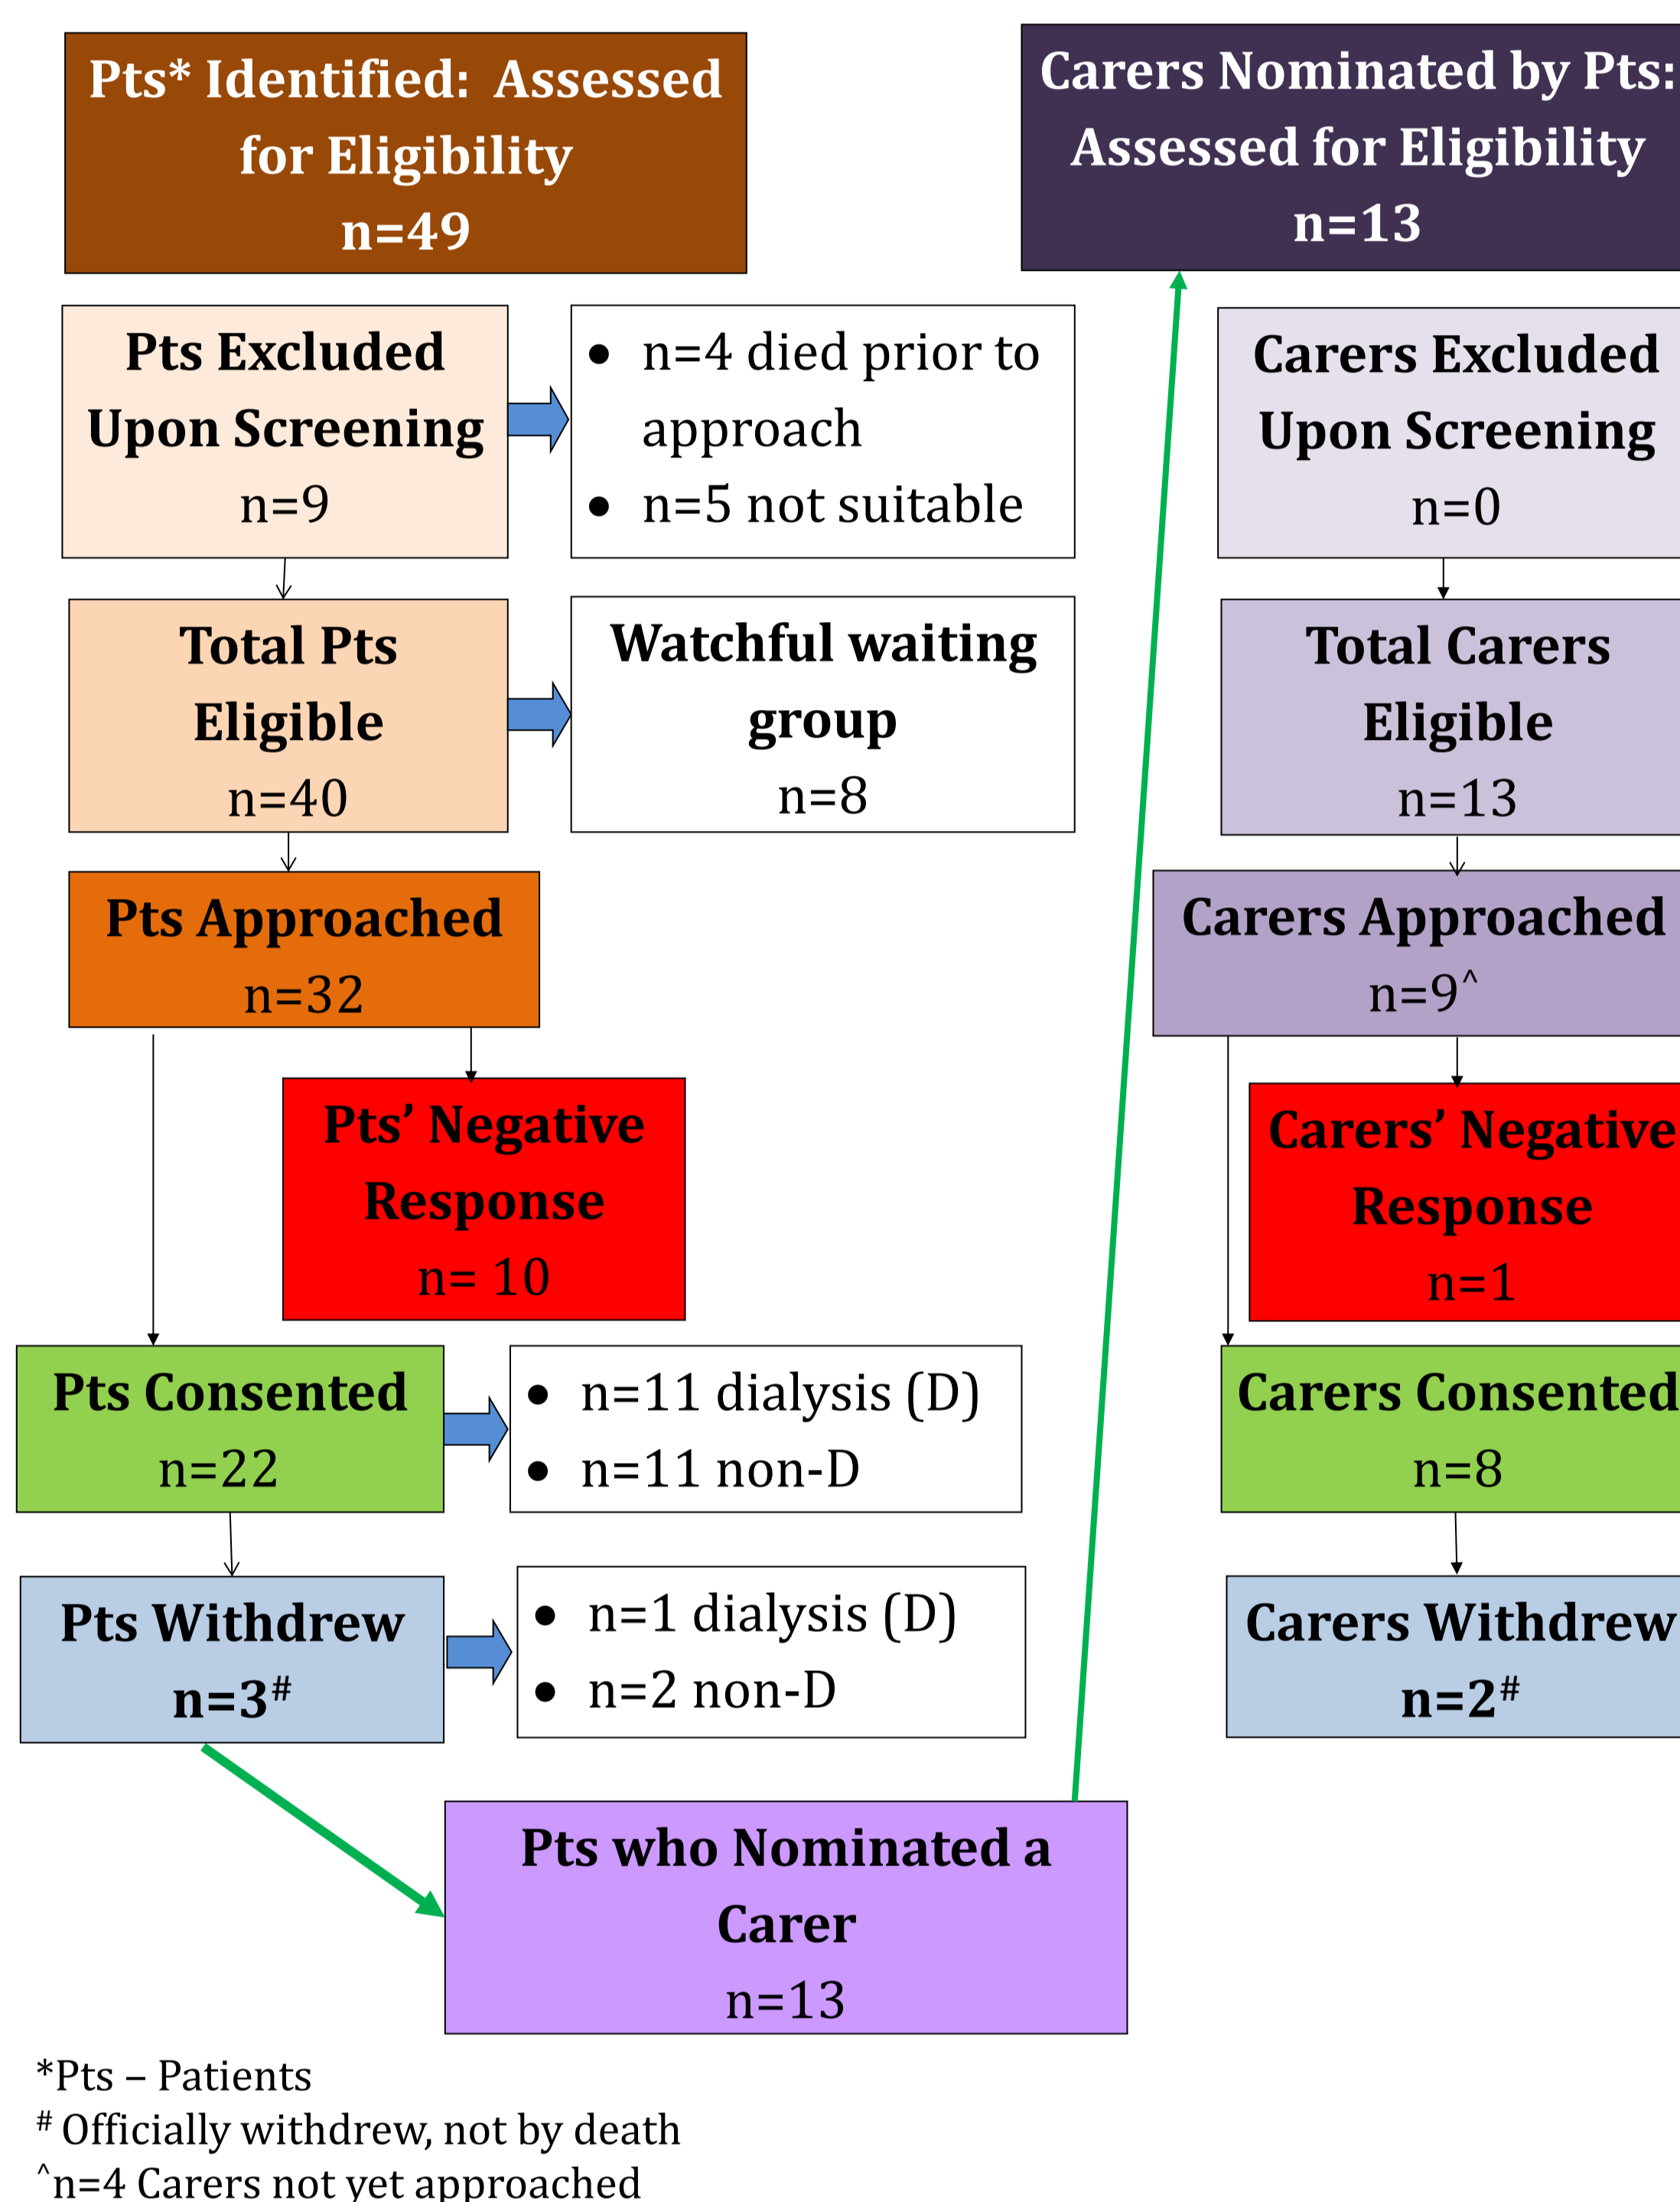 Pts* Identified: Assessed
for Eligibility
n=49
Pts Excluded
Upon Screening
n=9
• n=4 died prior to
approach
• n=5 not suitable
Total Pts
Eligible
n=40
Watchful waiting
group
n=8
Pts Approached
n=32
Pts’ Negative
Response
n= 10
Pts Consented
n=22
• n=11 dialysis (D)
• n=11 non-D
Pts Withdrew
n=3#
• n=1 dialysis (D)
• n=2 non-D
Pts who Nominated a
Carer
n=13
Carers Nominated by Pts:
Assessed for Eligibility
n=13
Carers Excluded
Upon Screening
n=0
Total Carers
Eligible
n=13
Carers Approached
n=9^
Carers’ Negative
Response
n=1
Carers Consented
n=8
Carers Withdrew
n=2#
*Pts – Patients
# Officially withdrew, not by death
^n=4 Carers not yet approached